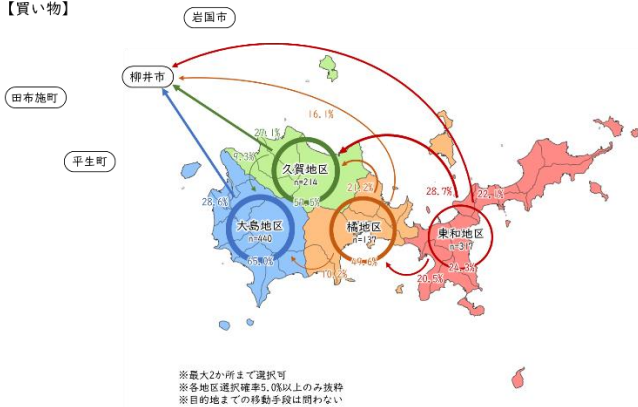 【買い物】
岩国市
柳井市
田布施町
平生町
16.1%
27.1%
9.3%
久賀地区
n=214
57.5%
21.2%
28.7%
22.1%
28.6%
大島地区
n=440
65.0%
橘地区
n=137
49.6%
10.2%
東和地区
n=317
24.3%
20.5%
※最大2か所まで選択可
※各地区選択確率5.0%以上のみ抜粋
※目的地までの移動手段は問わない